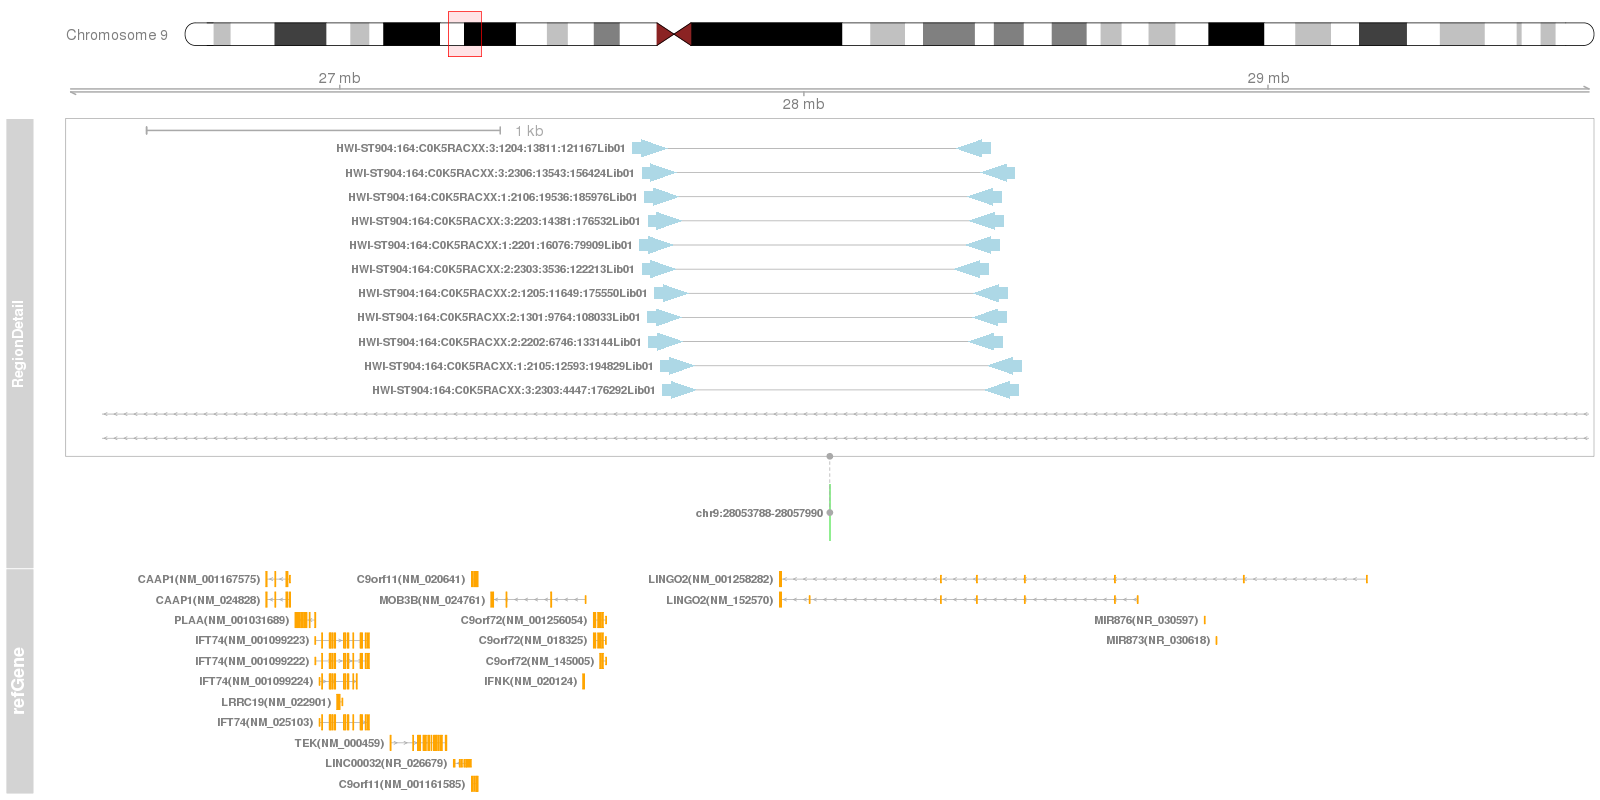 Chromosome 9
27 mb
29 mb
28 mb
RegionDetail
1 kb
HWI-ST904:164:C0K5RACXX:3:1204:13811:121167Lib01
HWI-ST904:164:C0K5RACXX:3:2306:13543:156424Lib01
HWI-ST904:164:C0K5RACXX:1:2106:19536:185976Lib01
HWI-ST904:164:C0K5RACXX:3:2203:14381:176532Lib01
HWI-ST904:164:C0K5RACXX:1:2201:16076:79909Lib01
HWI-ST904:164:C0K5RACXX:2:2303:3536:122213Lib01
HWI-ST904:164:C0K5RACXX:2:1205:11649:175550Lib01
HWI-ST904:164:C0K5RACXX:2:1301:9764:108033Lib01
HWI-ST904:164:C0K5RACXX:2:2202:6746:133144Lib01
HWI-ST904:164:C0K5RACXX:1:2105:12593:194829Lib01
HWI-ST904:164:C0K5RACXX:3:2303:4447:176292Lib01
chr9:28053788-28057990
refGene
CAAP1(NM_001167575)
C9orf11(NM_020641)
LINGO2(NM_001258282)
CAAP1(NM_024828)
MOB3B(NM_024761)
LINGO2(NM_152570)
PLAA(NM_001031689)
C9orf72(NM_001256054)
MIR876(NR_030597)
IFT74(NM_001099223)
C9orf72(NM_018325)
MIR873(NR_030618)
IFT74(NM_001099222)
C9orf72(NM_145005)
IFT74(NM_001099224)
IFNK(NM_020124)
LRRC19(NM_022901)
IFT74(NM_025103)
TEK(NM_000459)
LINC00032(NR_026679)
C9orf11(NM_001161585)